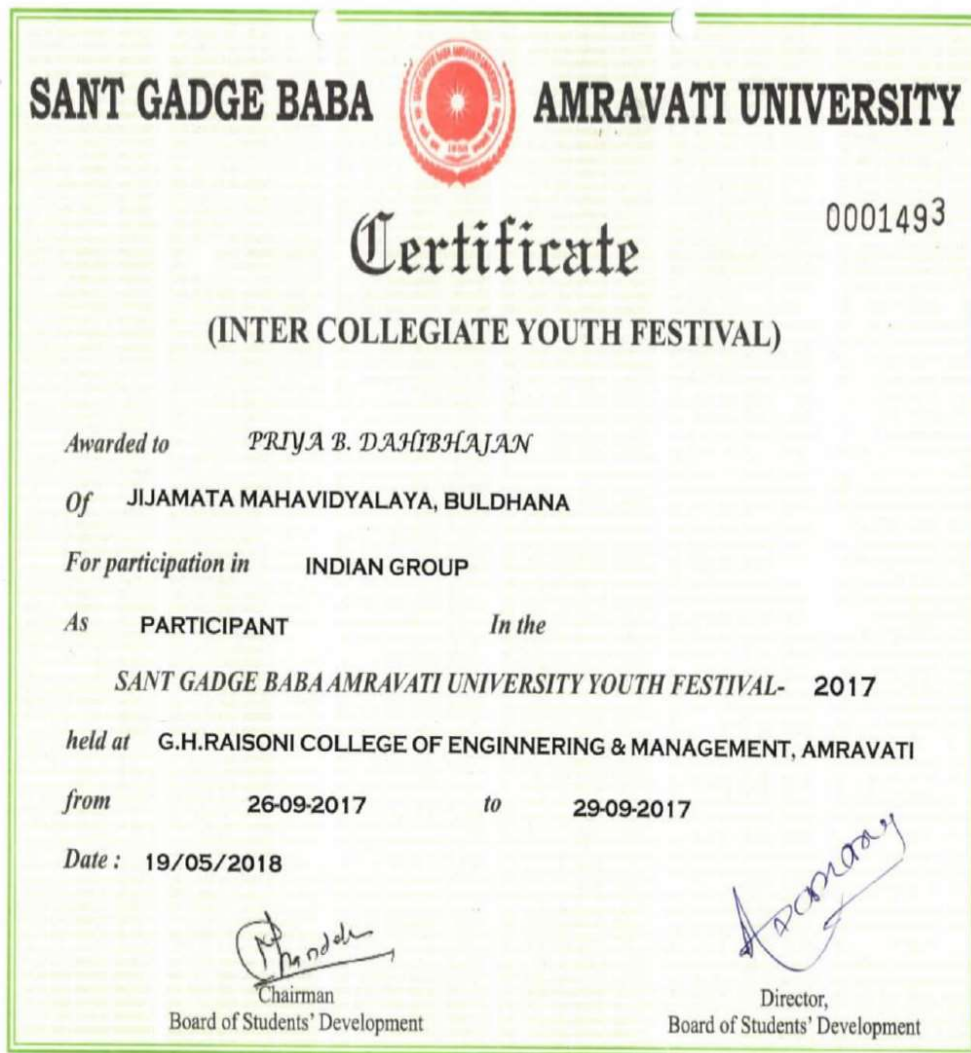 SANT GADGE BABA AMRAVATI UNIVERSITY
0001493
Certificate
(INTER COLLEGIATE YOUTH FESTIVAL)
Awarded to PRIYA B. DAHIBHAJAN
Of JIJAMATA MAHAVIDYALAYA, BULDHANA
For participation in INDIAN GROUP
As PARTICIPANT In the
SANT GADGE BABA AMRAVATI UNIVERSITY YOUTH FESTIVAL- 2017
held at G.H.RAISONI COLLEGE OF ENGINNERING & MANAGEMENT, AMRAVATI
from 26-09-2017 to 29-09-2017
Date : 19/05/2018
Chairman
Board of Students' Development
Director,
Board of Students' Development